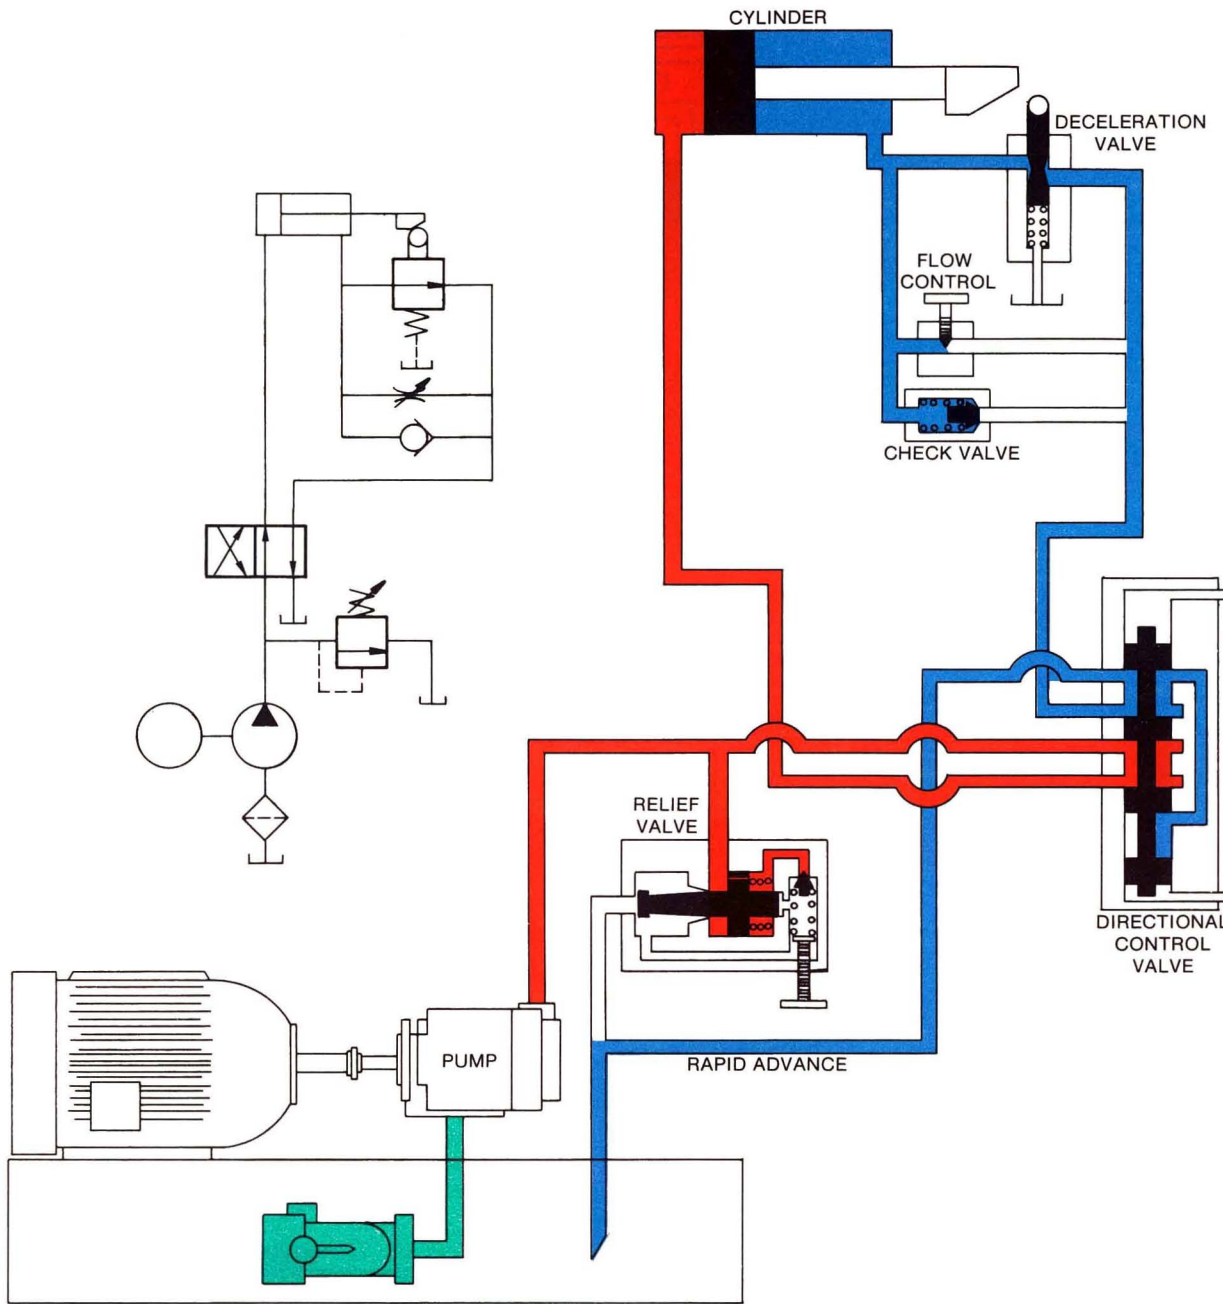 CYLINDER
DECELERATION
VALVE
FLOW
CONTROL
CHECK VALVE
RELIEF
VALVE
DIRECTIONAL
CONTROL
VALVE
PUMP
RAPID ADVANCE